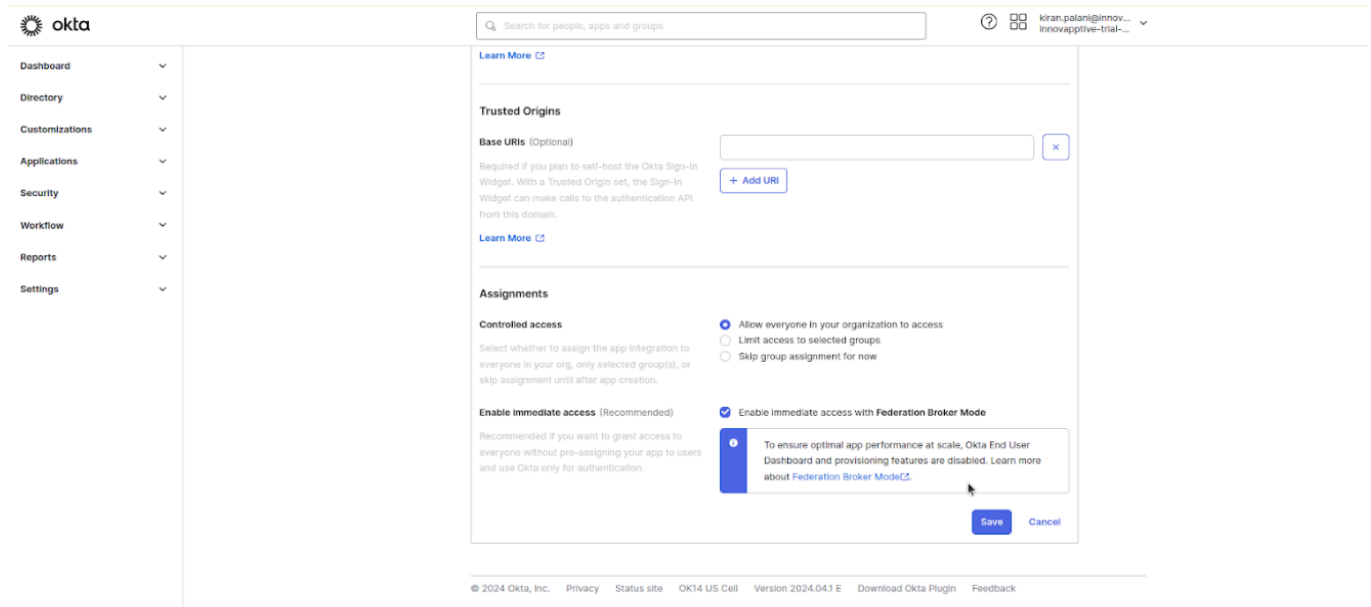 okta
Search for people, apps and groups
kiran.palani@innov...
innovapptive-trial-...
Dashboard
Directory
Customizations
Applications
Security
Workflow
Reports
Settings
Learn More
Trusted Origins
Base URIs (Optional)
Required if you plan to self-host the Okta Sign-In
Widget. With a Trusted Origin set, the Sign-In
Widget can make calls to the authentication API
from this domain.
Learn More
+ Add URI
Assignments
Controlled access
Select whether to assign the app integration to
everyone in your org, only selected group(s), or
skip assignment until after app creation.
Allow everyone in your organization to access
Limit access to selected groups
Skip group assignment for now
Enable immediate access (Recommended)
Recommended if you want to grant access to
everyone without pre-assigning your app to users
and use Okta only for authentication.
Enable immediate access with Federation Broker Mode
To ensure optimal app performance at scale, Okta End User
Dashboard and provisioning features are disabled. Learn more
about Federation Broker Mode.
Save Cancel
© 2024 Okta, Inc. Privacy Status site OK14 US Cell Version 2024.04.1 E Download Okta Plugin Feedback